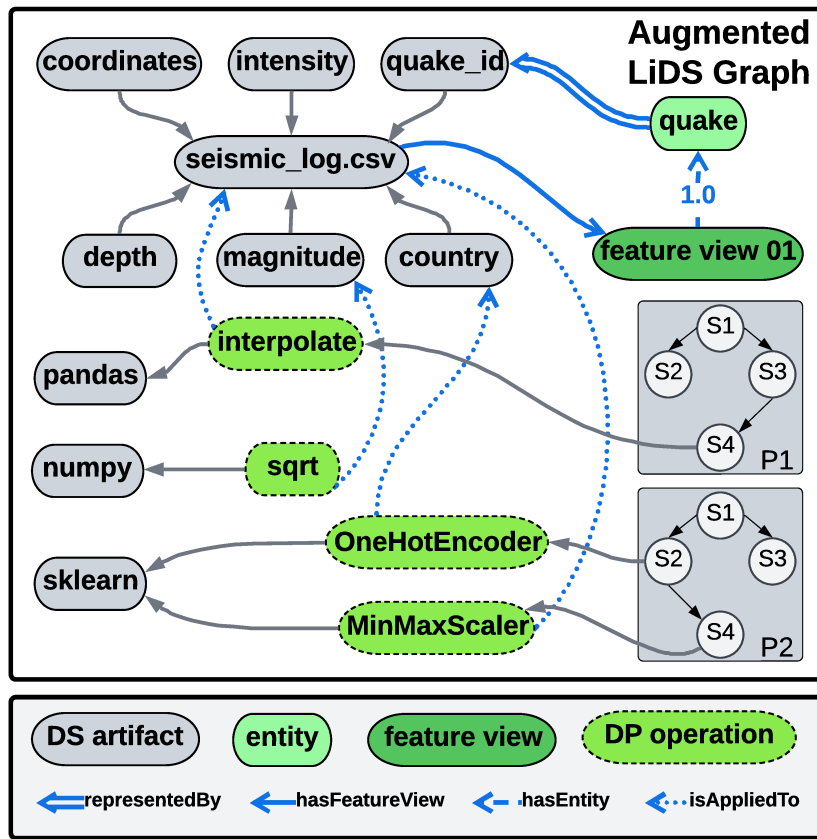 Augmented
LiDS Graph
coordinates
intensity
quake_id
quake
seismic_log.csv
1.0
depth
magnitude
country
feature view 01
interpolate
pandas
S1
S2
S3
S4
P1
numpy
sqrt
OneHotEncoder
sklearn
MinMaxScaler
S1
S2
S3
S4
P2
DS artifact
entity
feature view
DP operation
representedBy
hasFeatureView
hasEntity
isAppliedTo